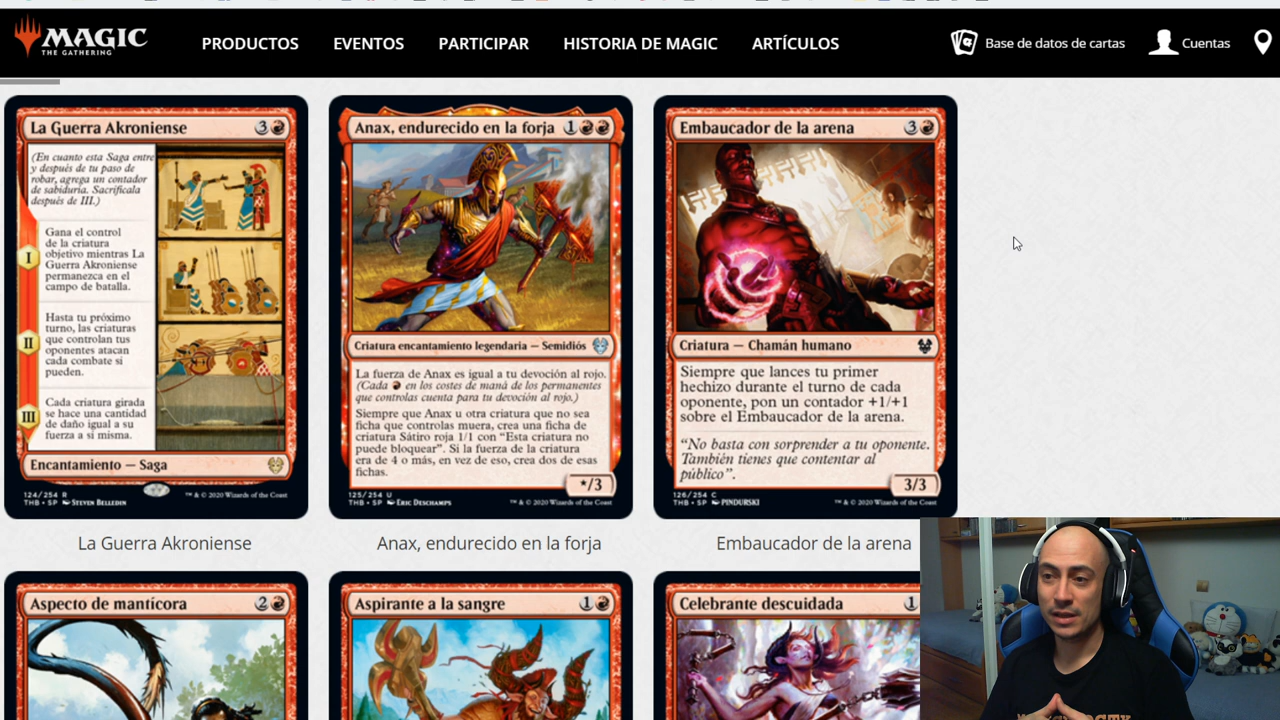 MAGIC
THE GATHERING
PRODUCTOS
EVENTOS
PARTICIPAR
HISTORIA DE MAGIC
ARTÍCULOS
Base de datos de cartas
Cuentas
La Guerra Akroniense
3
(En cuanto esta Saga entre
y después de tu paso de
robar, agrega un contador
de sabiduría. Sacrifícala
después de III.)
I
Gana el control
de la criatura
objetivo mientras La
Guerra Akroniense
permanezca en el
campo de batalla.
II
Hasta tu próximo
turno, las criaturas
que controlan tus
oponentes atacan
cada combate si
pueden.
III
Cada criatura girada
se hace una cantidad
de daño igual a su
fuerza a sí misma.
Encantamiento — Saga
124/254 R
THB • SP STEVEN BELLEDIN
™ & © 2020 Wizards of the Coast
Anax, endurecido en la forja
1
Criatura encantamiento legendaria — Semidiós
La fuerza de Anax es igual a tu devoción al rojo.
(Cada en los costes de maná de los permanentes
que controlas cuenta para tu devoción al rojo.)
Siempre que Anax u otra criatura que no sea
ficha que controlas muera, crea una ficha de
criatura Sátiro roja 1/1 con “Esta criatura no
puede bloquear”. Si la fuerza de la criatura
era de 4 o más, en vez de eso, crea dos de esas
fichas.
*/3
125/254 U
THB • SP ERIC DESCHAMPS
™ & © 2020 Wizards of the Coast
Embaucador de la arena
3
Criatura — Chamán humano
Siempre que lances tu primer
hechizo durante el turno de cada
oponente, pon un contador +1/+1
sobre el Embaucador de la arena.
“No basta con sorprender a tu oponente.
También tienes que contentar al
público”.
3/3
126/254 C
THB • SP PINDURSKI
™ & © 2020 Wizards of the Coast
La Guerra Akroniense
Anax, endurecido en la forja
Embaucador de la arena
Aspecto de mantícora
2
Aspirante a la sangre
1
Celebrante descuidada
1